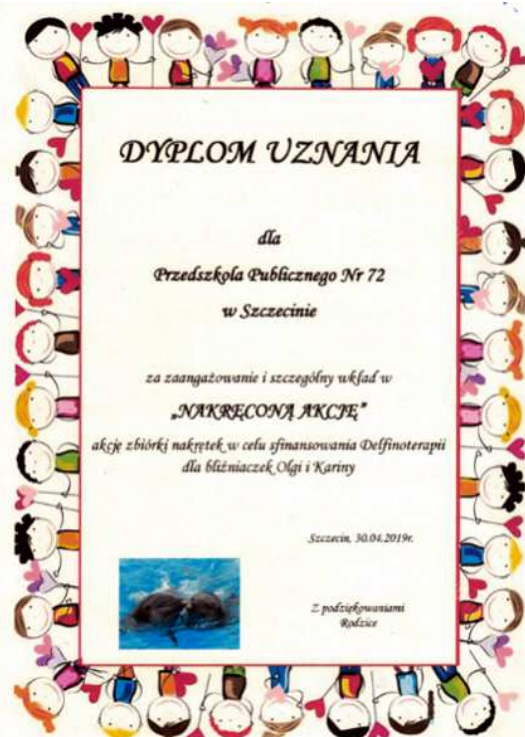 DYPLOM UZNANIA
dla
Przedszkola Publicznego Nr 72
w Szczecinie
za zaangażowanie i szczególny wkład w
„NAKRĘCONĄ AKCJĘ”
akcję zbiórki nakrętek w celu sfinansowania Delfinoterapii
dla bliźniaczek Olgi i Kariny
Szczecin, 30.04.2019r.
Z podziękowaniami
Rodzice